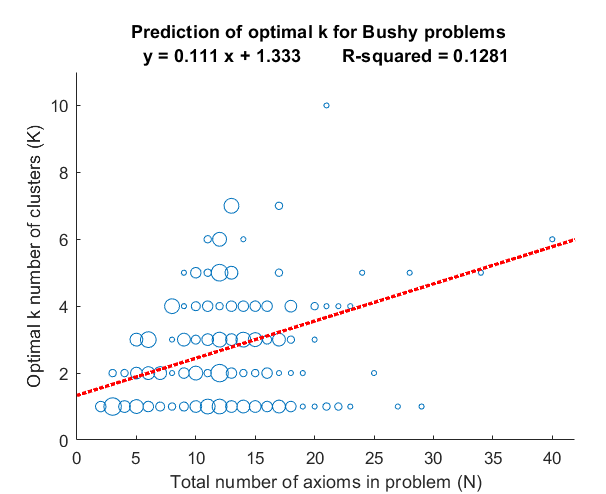 Prediction of optimal k for Bushy problems
y = 0.111 x + 1.333 R-squared = 0.1281
Optimal k number of clusters (K)
10
8
6
4
2
0
0 5 10 15 20 25 30 35 40
Total number of axioms in problem (N)